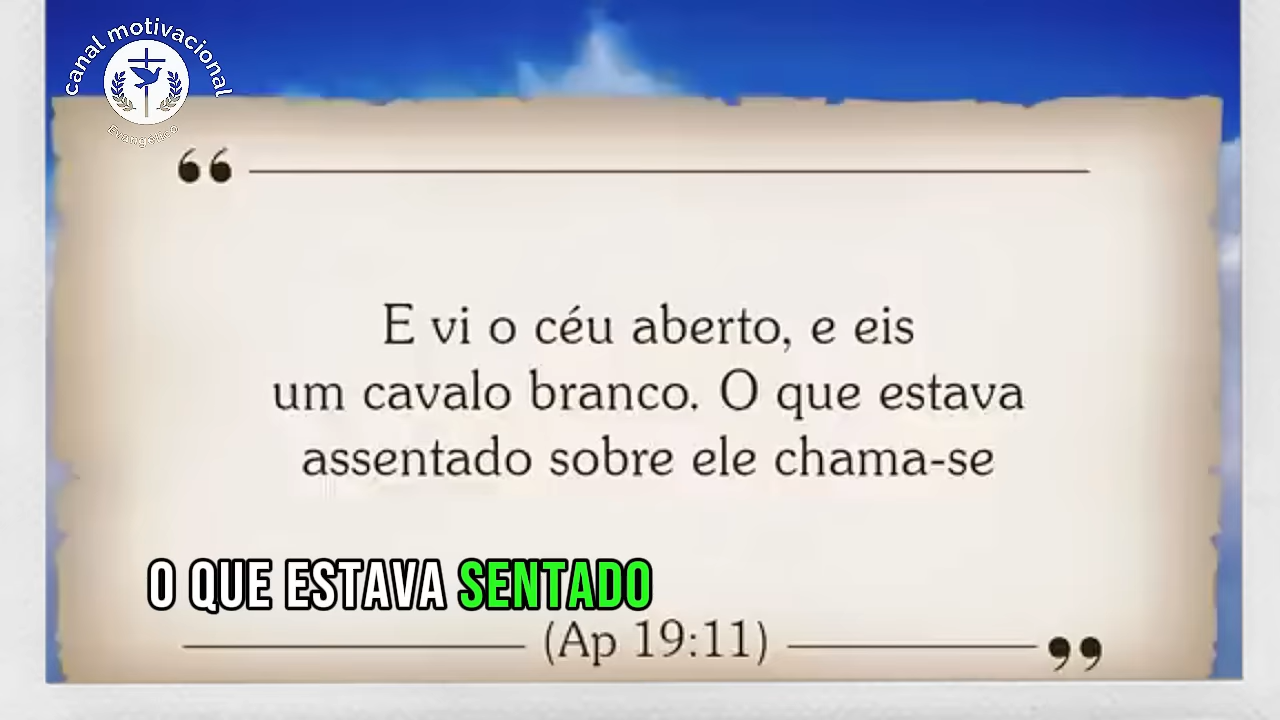 canal motivacional
Evangélico
“
E vi o céu aberto, e eis
um cavalo branco. O que estava
assentado sobre ele chama-se
O QUE ESTAVA SENTADO
(Ap 19:11)
”